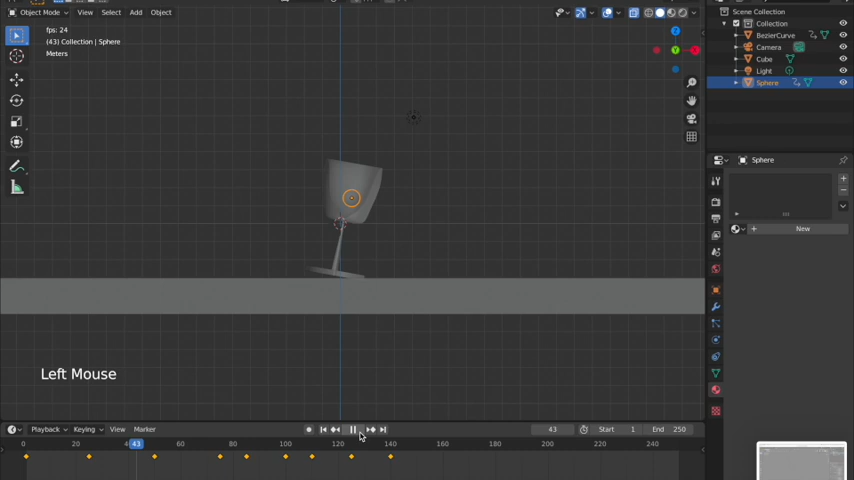 Object Mode View Select Add Object
fps: 24
(43) Collection | Sphere
Meters
Z
Y
X
Scene Collection
Collection
BezierCurve
Camera
Cube
Light
Sphere
Sphere
New
Left Mouse
Playback Keying View Marker 43 Start 1 End 250
0 20 43 60 80 100 120 140 160 180 200 220 240